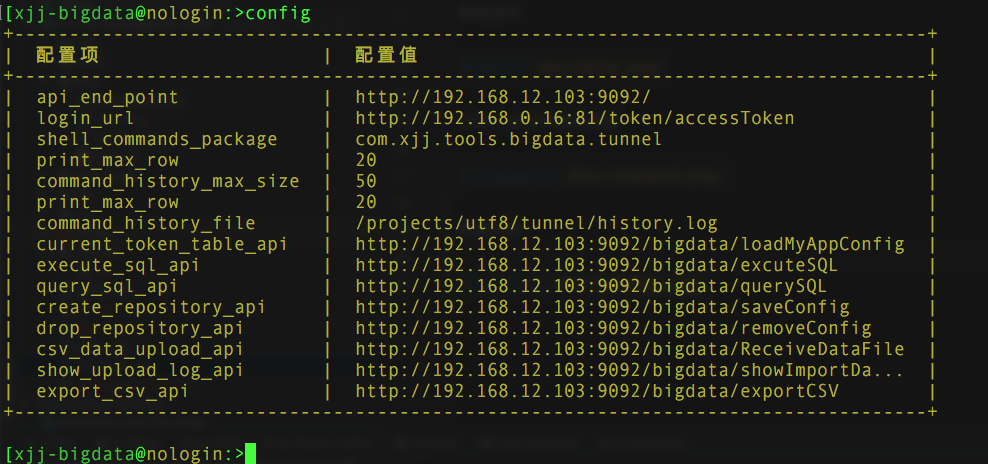 [xjj-bigdata@nologin:>config
+--------------------------------------------------------------------------------------+
| 配置项 | 配置值 |
+--------------------------------------------------------------------------------------+
| api_end_point | http://192.168.12.103:9092/ |
| login_url | http://192.168.0.16:81/token/accessToken |
| shell_commands_package | com.xjj.tools.bigdata.tunnel |
| print_max_row | 20 |
| command_history_max_size | 50 |
| print_max_row | 20 |
| command_history_file | /projects/utf8/tunnel/history.log |
| current_token_table_api | http://192.168.12.103:9092/bigdata/loadMyAppConfig |
| execute_sql_api | http://192.168.12.103:9092/bigdata/excuteSQL |
| query_sql_api | http://192.168.12.103:9092/bigdata/querySQL |
| create_repository_api | http://192.168.12.103:9092/bigdata/saveConfig |
| drop_repository_api | http://192.168.12.103:9092/bigdata/removeConfig |
| csv_data_upload_api | http://192.168.12.103:9092/bigdata/ReceiveDataFile |
| show_upload_log_api | http://192.168.12.103:9092/bigdata/showImportDa... |
| export_csv_api | http://192.168.12.103:9092/bigdata/exportCSV |
+--------------------------------------------------------------------------------------+
[xjj-bigdata@nologin:>